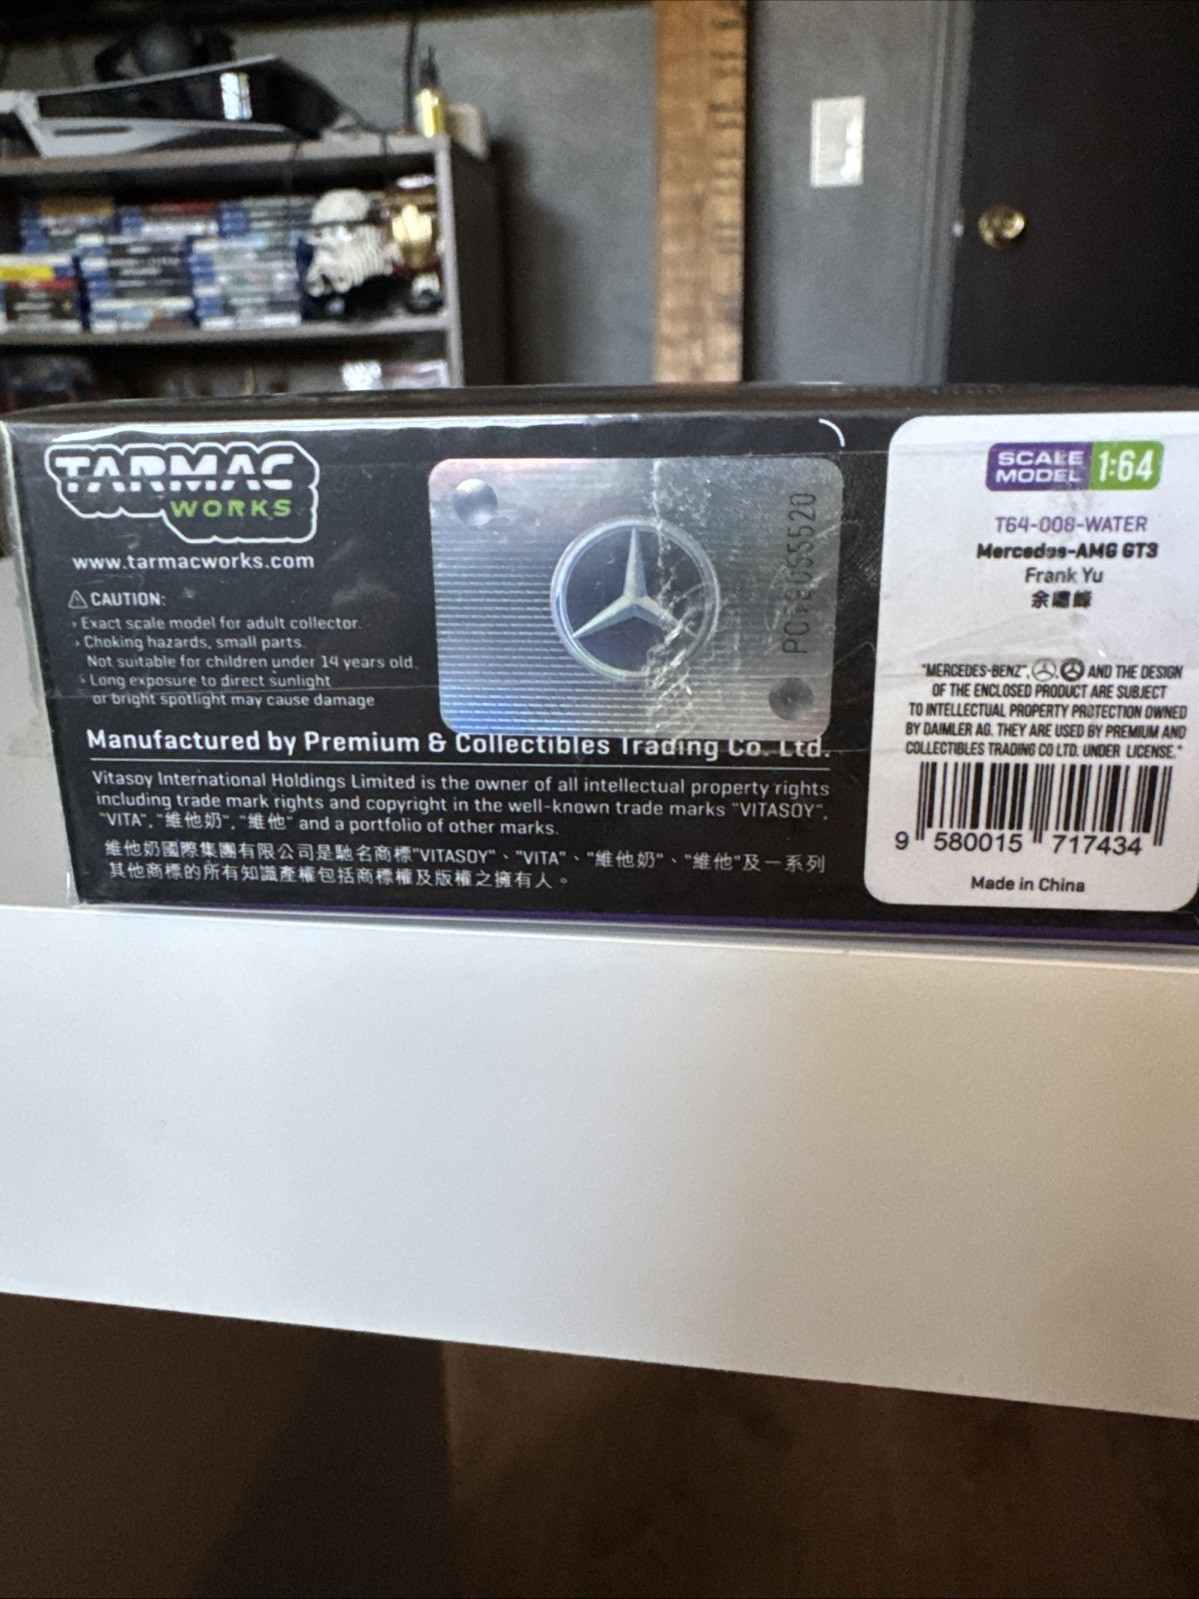 TARMAC
WORKS
www.tarmacworks.com
CAUTION:
› Exact scale model for adult collector.
› Choking hazards, small parts.
Not suitable for children under 14 years old.
› Long exposure to direct sunlight
or bright spotlight may cause damage
Manufactured by Premium & Collectibles Trading Co. Ltd.
Vitasoy International Holdings Limited is the owner of all intellectual property rights
including trade mark rights and copyright in the well-known trade marks "VITASOY",
"VITA", "維他奶", "維他" and a portfolio of other marks.
維他奶國際集團有限公司是馳名商標"VITASOY"、"VITA"、"維他奶"、"維他"及一系列
其他商標的所有知識產權包括商標權及版權之擁有人。
SCALE
MODEL
1:64
T64-008-WATER
Mercedes-AMG GT3
Frank Yu
余嘯峰
"MERCEDES-BENZ", AND THE DESIGN
OF THE ENCLOSED PRODUCT ARE SUBJECT
TO INTELLECTUAL PROPERTY PROTECTION OWNED
BY DAIMLER AG. THEY ARE USED BY PREMIUM AND
COLLECTIBLES TRADING CO LTD. UNDER LICENSE."
9 580015 717434
Made in China